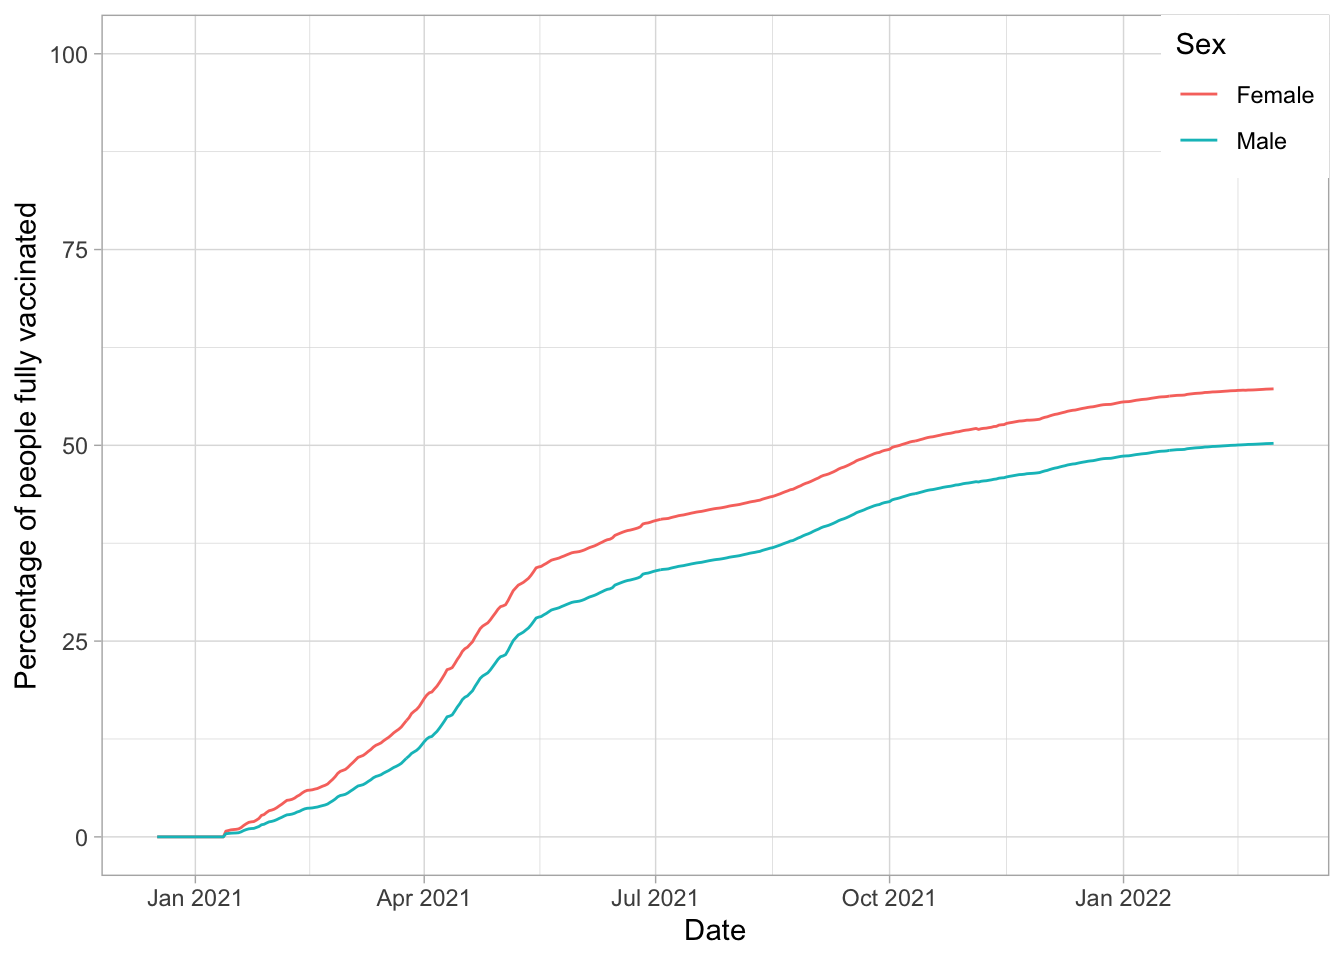 Sex
Female
Male
Percentage of people fully vaccinated
100
75
50
25
0
Jan 2021
Apr 2021
Jul 2021
Oct 2021
Jan 2022
Date